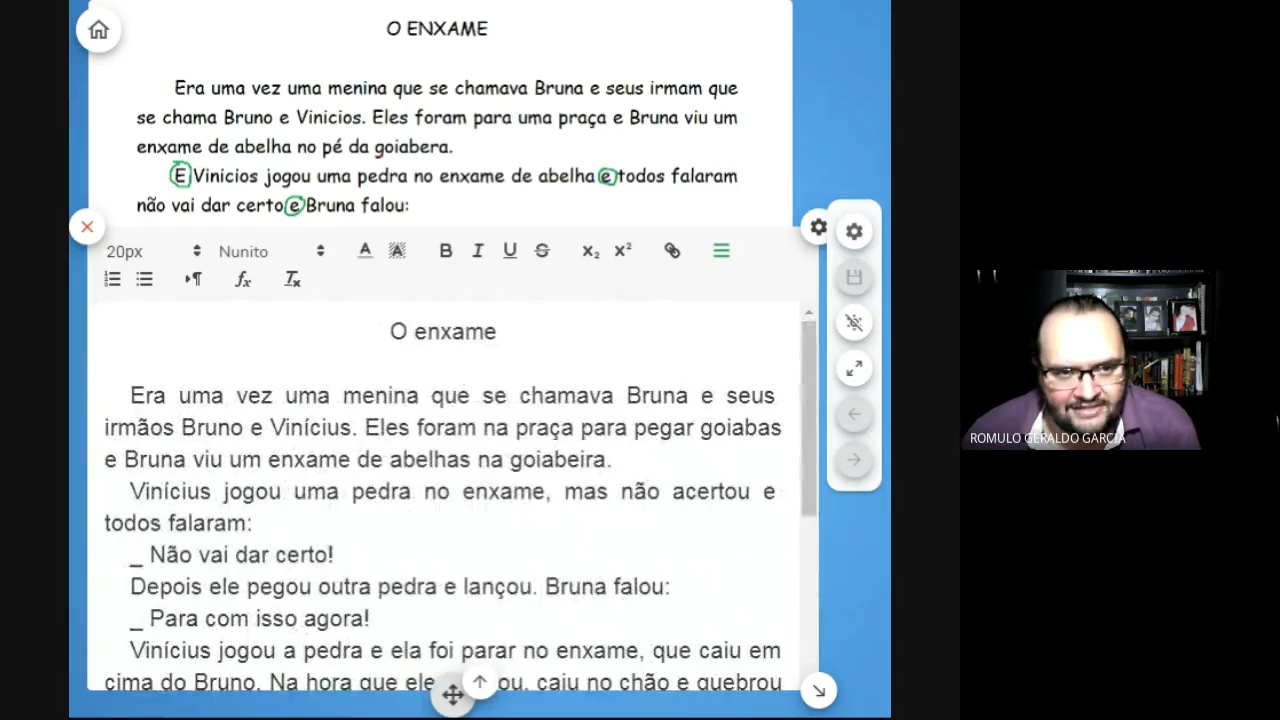 O ENXAME
Era uma vez uma menina que se chamava Bruna e seus irmam que
se chama Bruno e Vinicios. Eles foram para uma praça e Bruna viu um
enxame de abelha no pé da goiabera.
E Vinicios jogou uma pedra no enxame de abelha e todos falaram
não vai dar certo e Bruna falou:
20px Nunito
O enxame
Era uma vez uma menina que se chamava Bruna e seus
irmãos Bruno e Vinícius. Eles foram na praça para pegar goiabas
e Bruna viu um enxame de abelhas na goiabeira.
Vinícius jogou uma pedra no enxame, mas não acertou e
todos falaram:
_ Não vai dar certo!
Depois ele pegou outra pedra e lançou. Bruna falou:
_ Para com isso agora!
Vinícius jogou a pedra e ela foi parar no enxame, que caiu em
cima do Bruno. Na hora que ele caiu no chão e quebrou
ROMULO GERALDO GARCIA